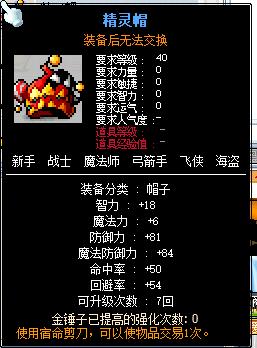 精灵帽
装备后无法交换
要求等级: 40
要求力量: 0
要求敏捷: 0
要求智力: 0
要求运气: 0
要求人气度: -
道具等级: -
道具经验值: -
新手 战士 魔法师 弓箭手 飞侠 海盗
装备分类: 帽子
智力: +18
魔法力: +6
防御力: +81
魔法防御力: +84
命中率: +50
回避率: +54
可升级次数: 7回
金锤子已提高的强化次数: 0
使用宿命剪刀，可以使物品交易1次。